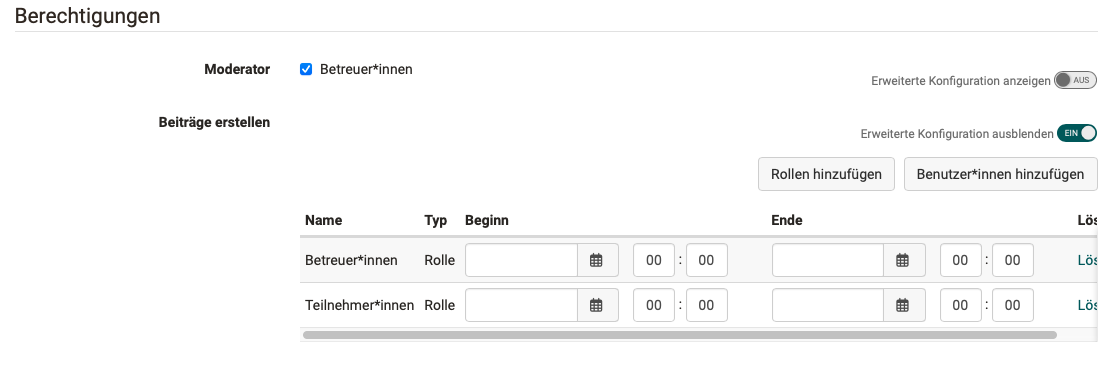 Berechtigungen
Moderator Betreuer*innen
Erweiterte Konfiguration anzeigen AUS
Beiträge erstellen
Erweiterte Konfiguration ausblenden EIN
Rollen hinzufügen Benutzer*innen hinzufügen
Name Typ Beginn Ende Lös
Betreuer*innen Rolle 00 : 00 00 : 00 Lös
Teilnehmer*innen Rolle 00 : 00 00 : 00 Lös